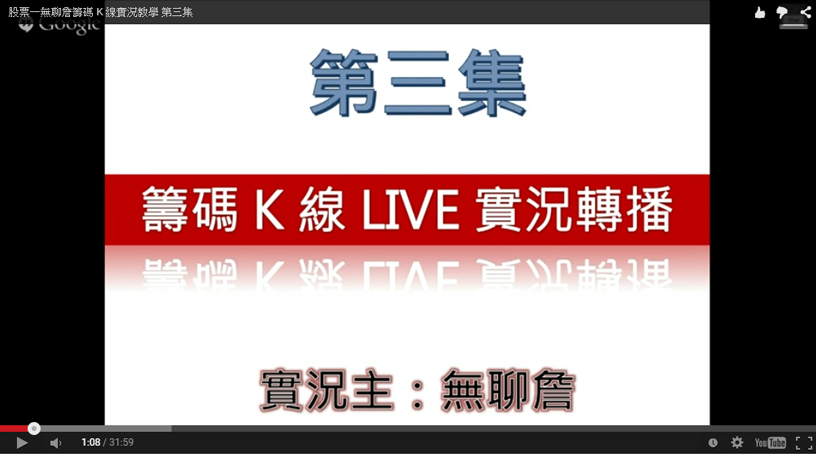 股票一無聊詹籌碼 K 線實況教學 第三集
Google
第三集
籌碼 K 線 LIVE 實況轉播
實況主：無聊詹
1:08 / 31:59
YouTube